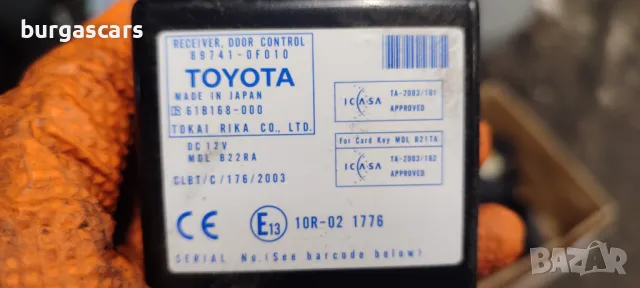 burgascars
RECEIVER, DOOR CONTROL
89741-0F010
TOYOTA
MADE IN JAPAN
61B168-000
TOKAI RIKA CO., LTD.
DC 12V
MDL B22RA
CLBT/C/176/2003
ICASA
TA-2003/181
APPROVED
For Card Key MDL B21TA
ICASA
TA-2003/182
APPROVED
CE
E13
10R-02 1776
SERIAL No.(See barcode below)
bazar